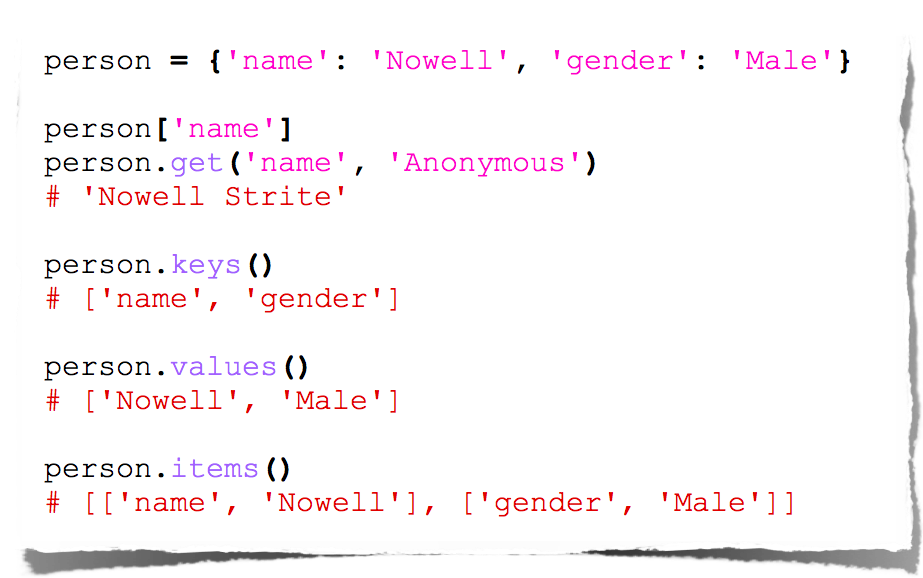 person = {'name': 'Nowell', 'gender': 'Male'}
person['name']
person.get('name', 'Anonymous')
# 'Nowell Strite'
person.keys()
# ['name', 'gender']
person.values()
# ['Nowell', 'Male']
person.items()
# [['name', 'Nowell'], ['gender', 'Male']]